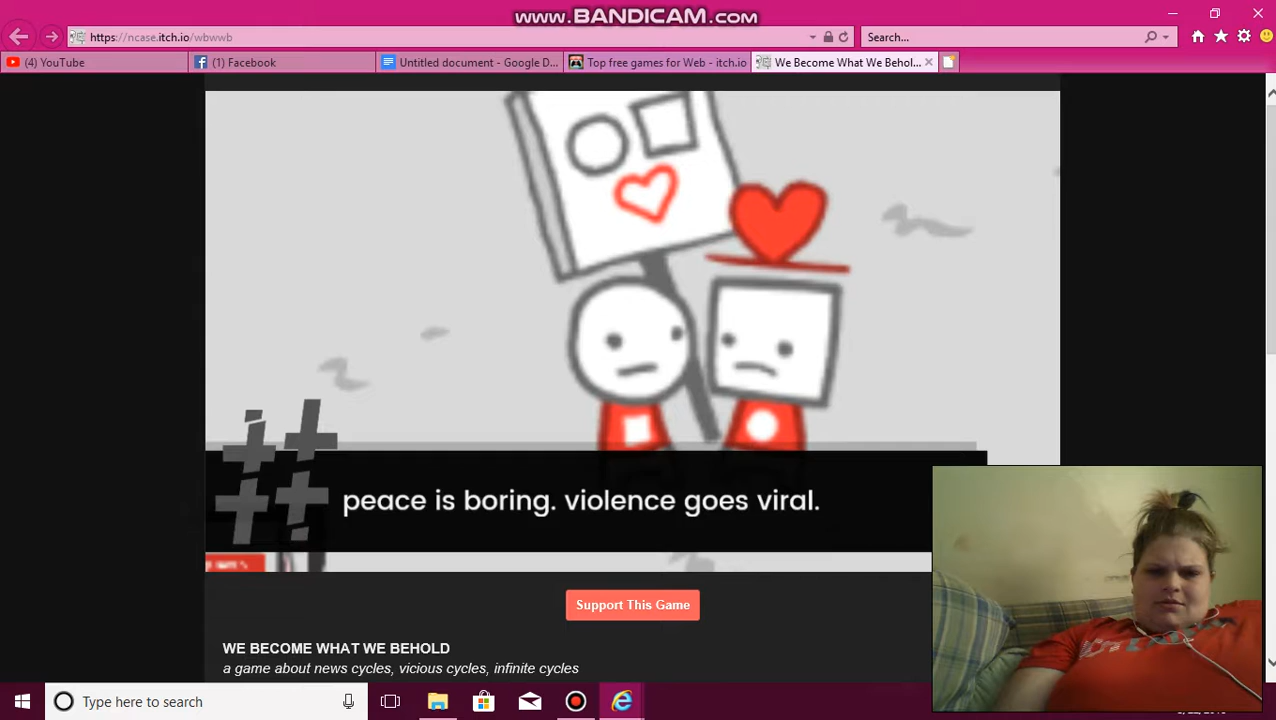 www.BANDICAM.com
https://ncase.itch.io/wbwwb
Search...
(4) YouTube
(1) Facebook
Untitled document - Google D...
Top free games for Web - itch.io
We Become What We Behol...
peace is boring. violence goes viral.
Support This Game
WE BECOME WHAT WE BEHOLD
a game about news cycles, vicious cycles, infinite cycles
Type here to search